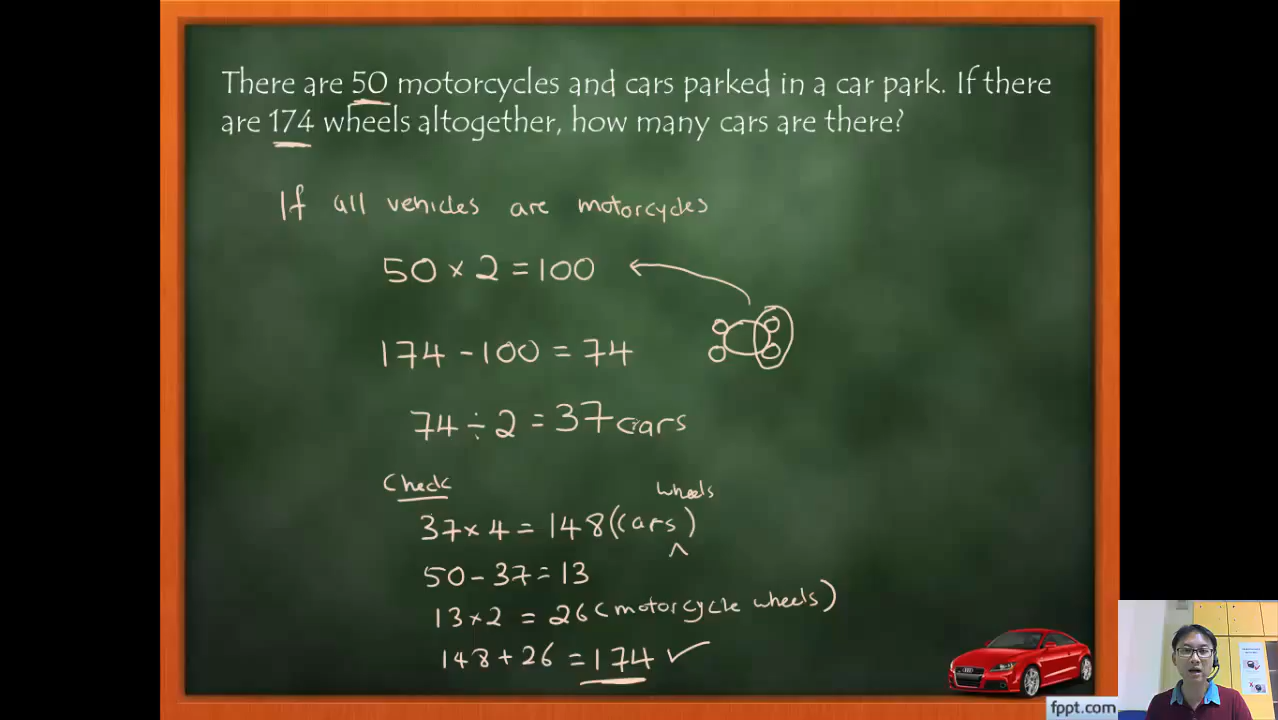 There are 50 motorcycles and cars parked in a car park. If there
are 174 wheels altogether, how many cars are there?
If all vehicles are motorcycles
50 × 2 = 100
174 - 100 = 74
74 ÷ 2 = 37 cars
Check
wheels
37 × 4 = 148 (cars )
^
50 - 37 = 13
13 × 2 = 26 (motorcycle wheels)
148 + 26 = 174 ✓
fppt.com